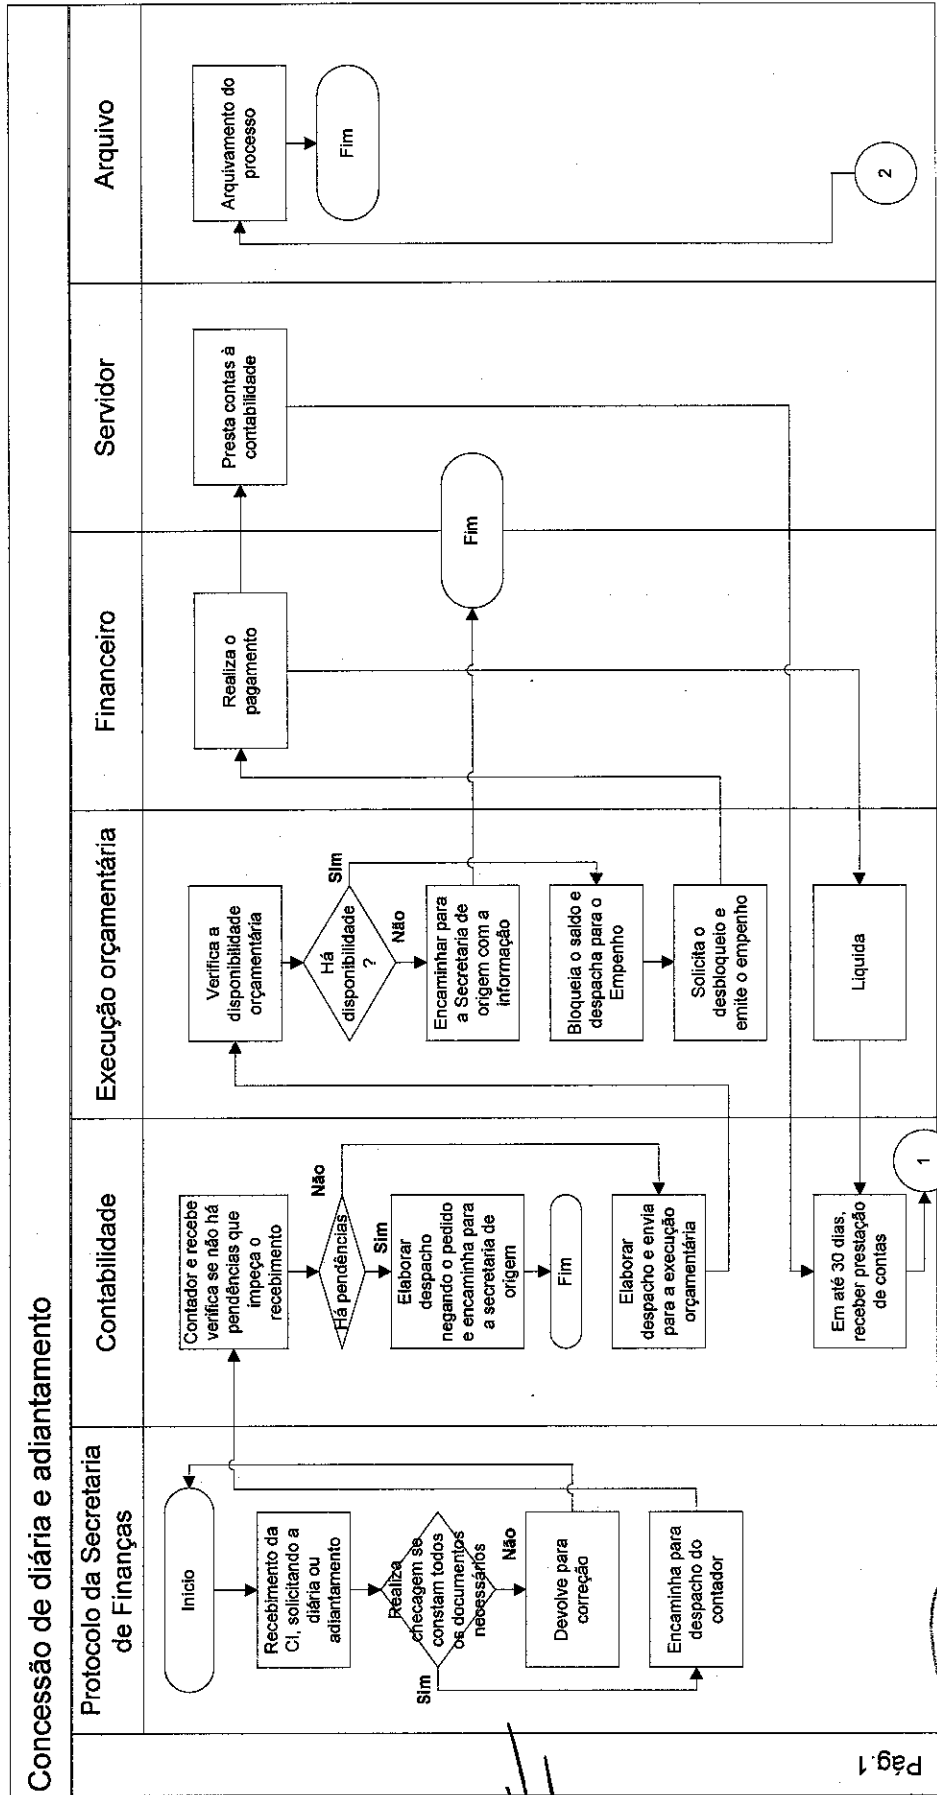 Concessão de diária e adiantamento
Protocolo da Secretaria
de Finanças
Contabilidade
Execução orçamentária
Financeiro
Servidor
Arquivo
Início
Recebimento da
CI, solicitando a
diária ou
adiantamento
Realiza
checagem se
constam todos
os documentos
necessários
Sim
Não
Devolve para
correção
Encaminha para
despacho do
contador
Contador e recebe
verifica se não há
pendências que
impeça o
recebimento
Há pendências
Não
Sim
Elaborar
despacho
negando o pedido
e encaminha para
a secretaria de
origem
Fim
Elaborar
despacho e envia
para a execução
orçamentária
Em até 30 dias,
receber prestação
de contas
1
Verifica a
disponibilidade
orçamentária
Há
disponibilidade
?
Sim
Não
Encaminhar para
a Secretaria de
origem com a
informação
Bloqueia o saldo e
despacha para o
Empenho
Solicita o
desbloqueio e
emite o empenho
Liquida
Realiza o
pagamento
Fim
Presta contas à
contabilidade
Arquivamento do
processo
Fim
2
Pág.1